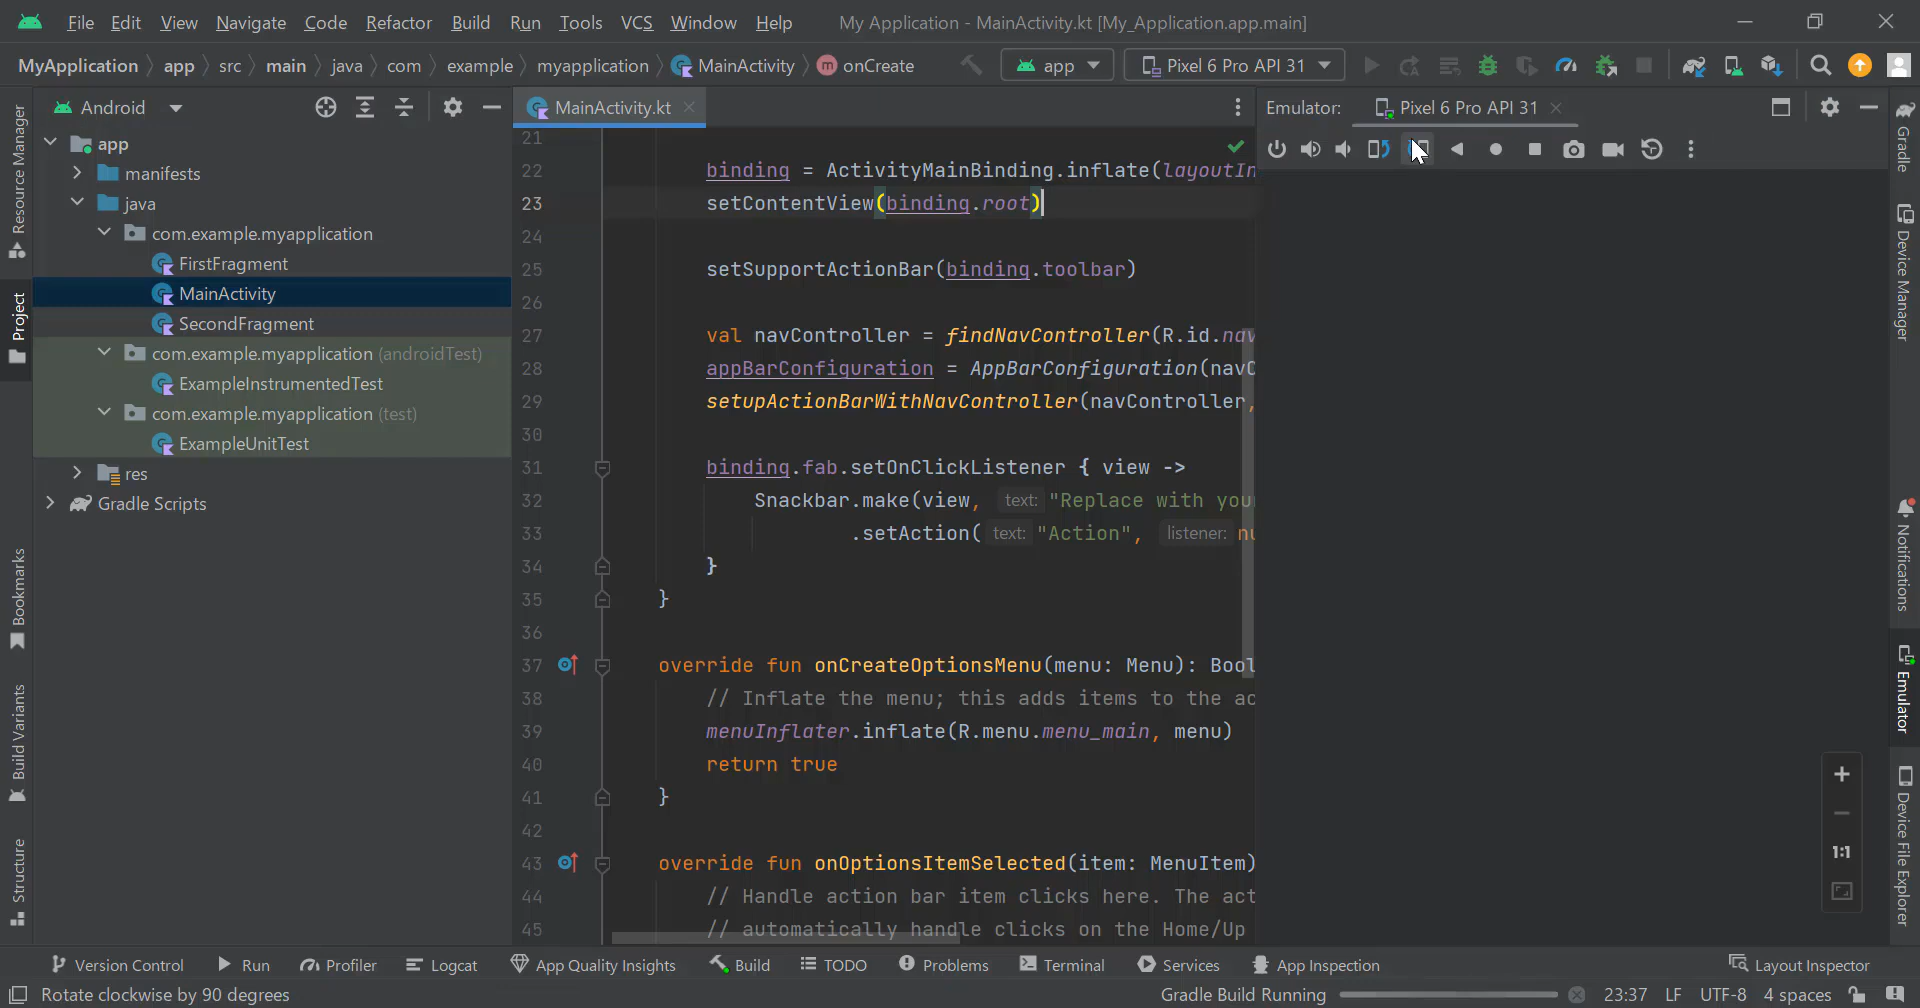 File Edit View Navigate Code Refactor Build Run Tools VCS Window Help My Application - MainActivity.kt [My_Application.app.main]
MyApplication app src main java com example myapplication MainActivity onCreate app Pixel 6 Pro API 31
Android
MainActivity.kt
Emulator: Pixel 6 Pro API 31
Resource Manager
Project
Bookmarks
Build Variants
Structure
app
manifests
java
com.example.myapplication
FirstFragment
MainActivity
SecondFragment
com.example.myapplication (androidTest)
ExampleInstrumentedTest
com.example.myapplication (test)
ExampleUnitTest
res
Gradle Scripts
21
22 binding = ActivityMainBinding.inflate(layoutIn
23 setContentView(binding.root)
24
25 setSupportActionBar(binding.toolbar)
26
27 val navController = findNavController(R.id.nav
28 appBarConfiguration = AppBarConfiguration(navC
29 setupActionBarWithNavController(navController,
30
31 binding.fab.setOnClickListener { view ->
32 Snackbar.make(view, text: "Replace with your
33 .setAction( text: "Action", listener: nu
34 }
35 }
36
37 override fun onCreateOptionsMenu(menu: Menu): Bool
38 // Inflate the menu; this adds items to the ac
39 menuInflater.inflate(R.menu.menu_main, menu)
40 return true
41 }
42
43 override fun onOptionsItemSelected(item: MenuItem)
44 // Handle action bar item clicks here. The act
45 // automatically handle clicks on the Home/Up
1:1
Gradle
Device Manager
Notifications
Emulator
Device File Explorer
Version Control Run Profiler Logcat App Quality Insights Build TODO Problems Terminal Services App Inspection Layout Inspector
Rotate clockwise by 90 degrees Gradle Build Running 23:37 LF UTF-8 4 spaces